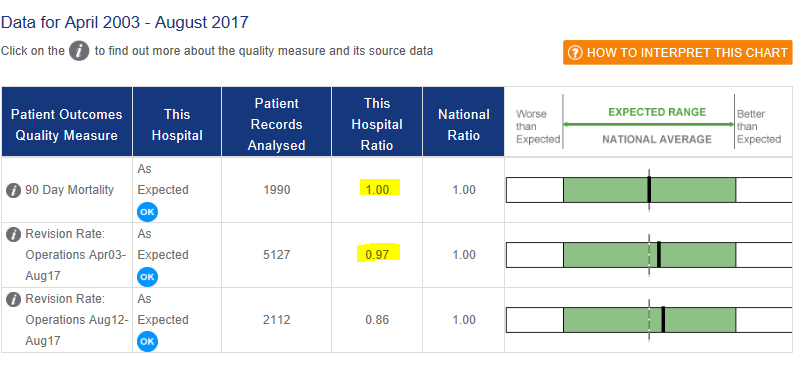 Data for April 2003 - August 2017
Click on the i to find out more about the quality measure and its source data
? HOW TO INTERPRET THIS CHART
Patient Outcomes
Quality Measure
This
Hospital
Patient
Records
Analysed
This
Hospital
Ratio
National
Ratio
Worse
than
Expected
EXPECTED RANGE
NATIONAL AVERAGE
Better
than
Expected
i 90 Day Mortality
As
Expected
OK
1990
1.00
1.00
i Revision Rate:
Operations Apr03-
Aug17
As
Expected
OK
5127
0.97
1.00
i Revision Rate:
Operations Aug12-
Aug17
As
Expected
OK
2112
0.86
1.00